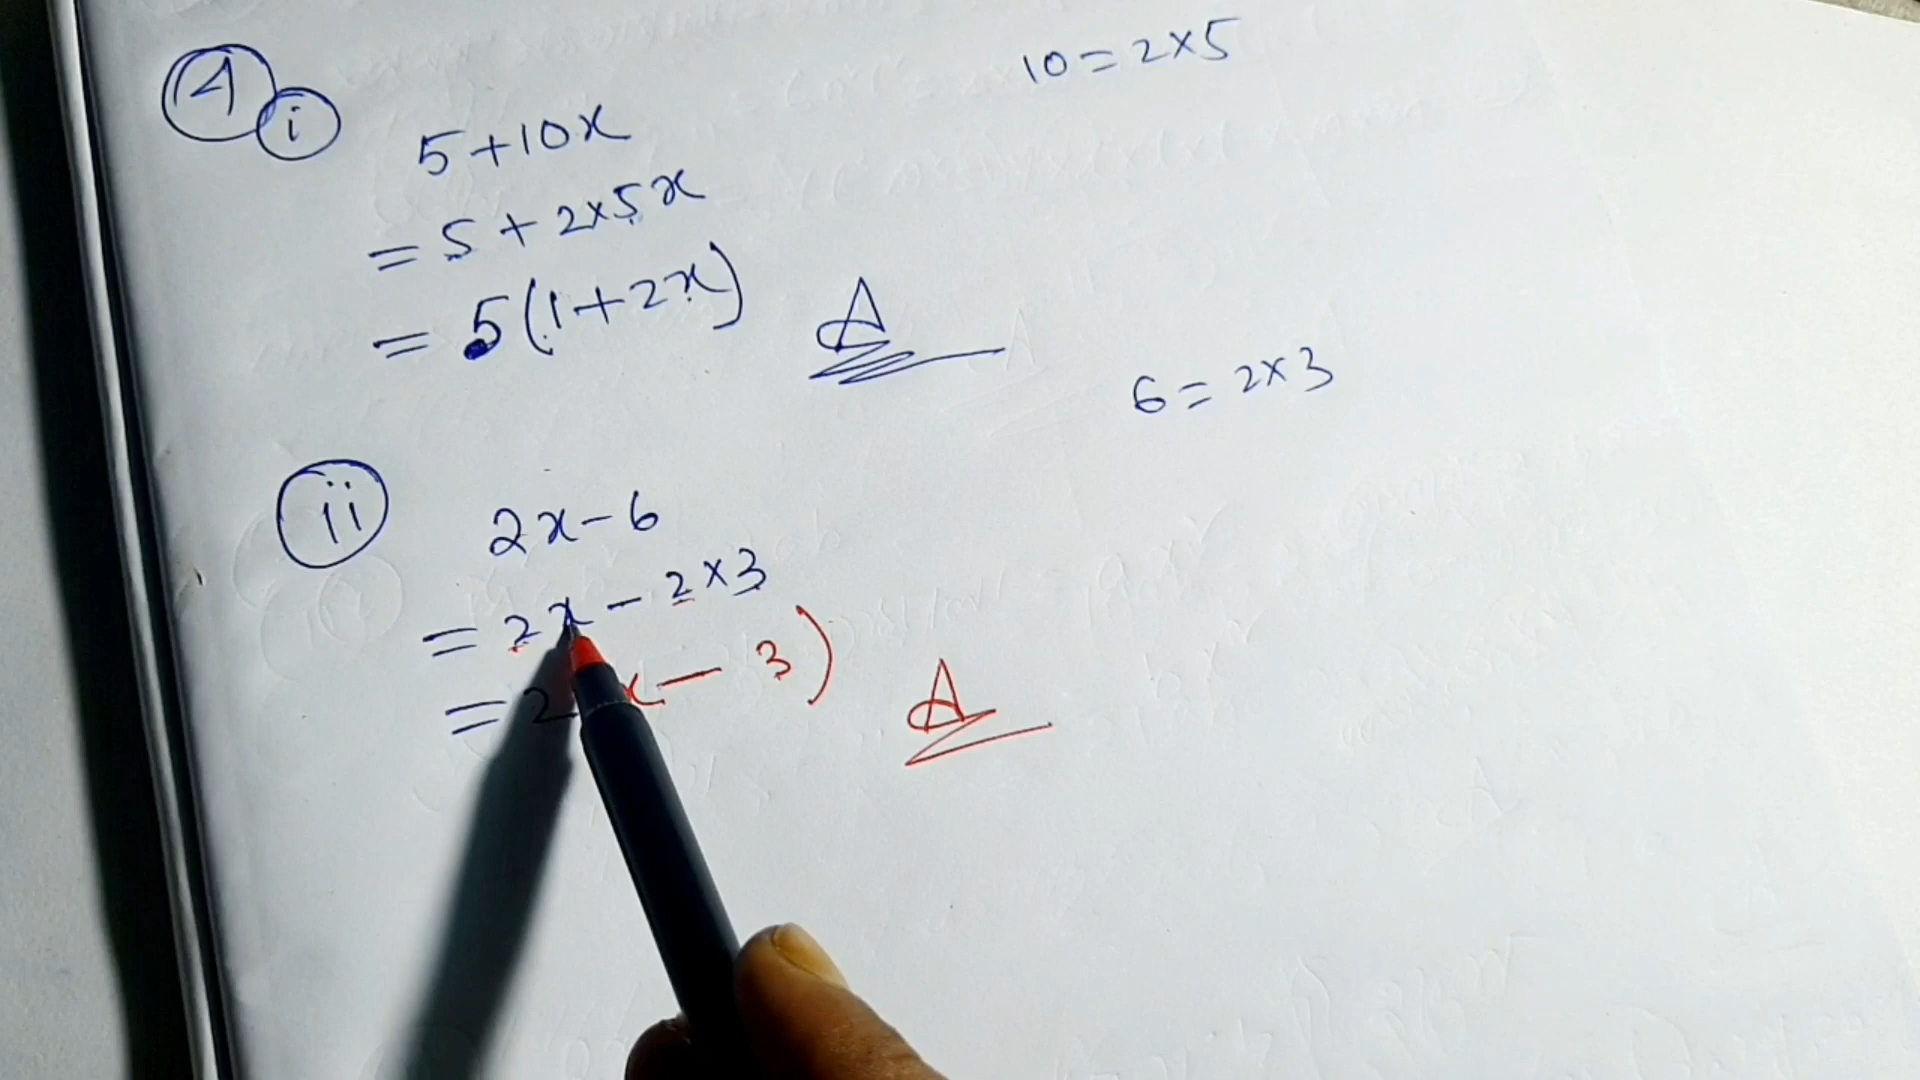 4 i
10=2×5
5+10x
=5+2×5x
=5(1+2x) A
6=2×3
ii 2x-6
=2x-2×3
=2 x-3) A